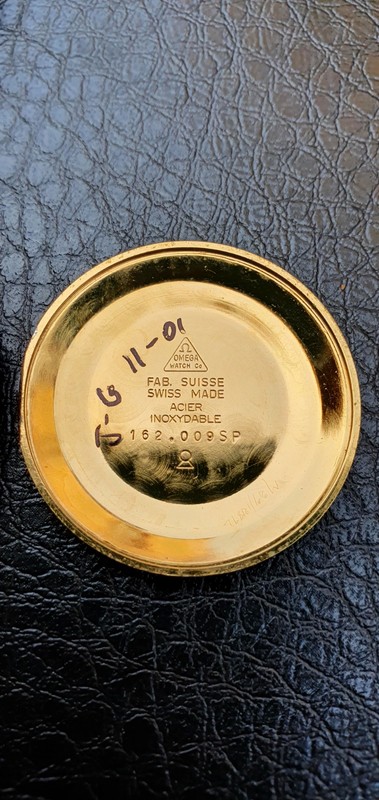 Ω
OMEGA
WATCH Co
FAB. SUISSE
SWISS MADE
ACIER
INOXYDABLE
162.009SP
J-G 11-01